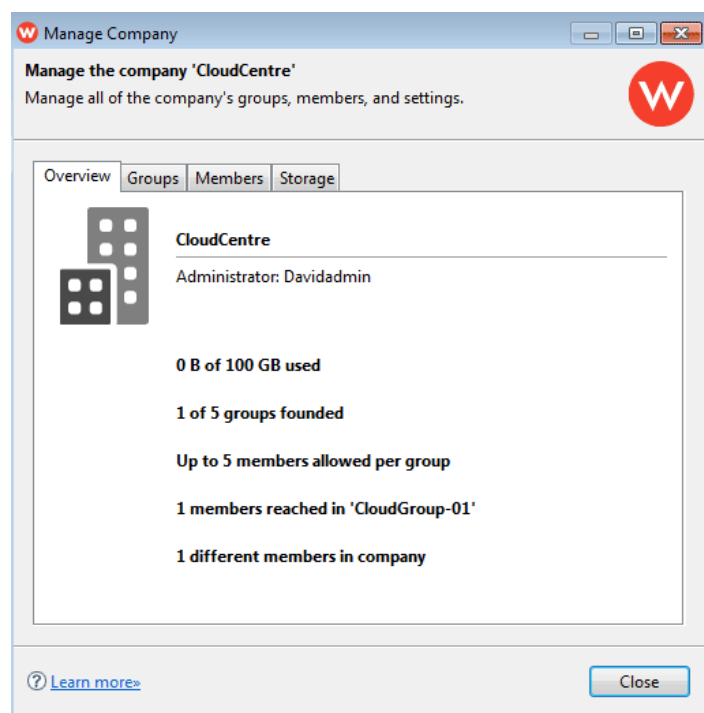 Manage Company
Manage the company 'CloudCentre'
Manage all of the company's groups, members, and settings.
W
Overview Groups Members Storage
CloudCentre
Administrator: Davidadmin
0 B of 100 GB used
1 of 5 groups founded
Up to 5 members allowed per group
1 members reached in 'CloudGroup-01'
1 different members in company
? Learn more»
Close